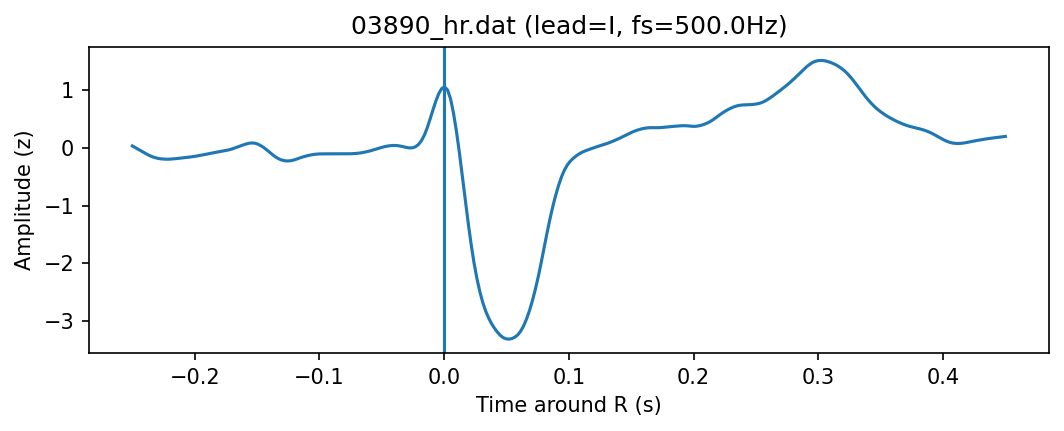 03890_hr.dat (lead=I, fs=500.0Hz)
Amplitude (z)
1
0
−1
−2
−3
−0.2 −0.1 0.0 0.1 0.2 0.3 0.4
Time around R (s)